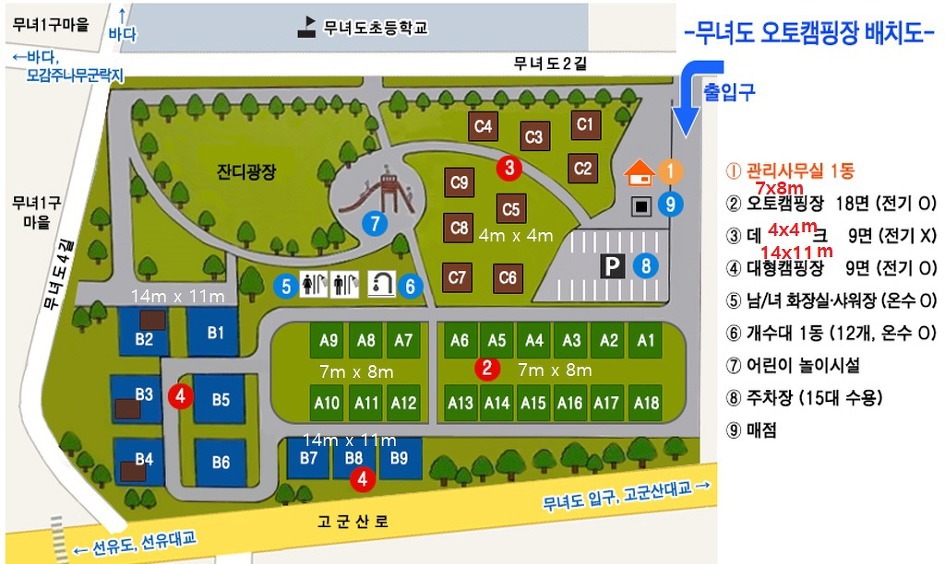 무녀1구마을
↑
바다
무녀도초등학교
-무녀도 오토캠핑장 배치도-
←바다,
모감주나무군락지
무녀도2길
출입구
잔디광장
C4
C3
C1
C2
C9
C5
C8
4m x 4m
C7
C6
③
①
⑨
⑦
P
⑧
⑤
⑥
무녀1구
마을
무녀도4길
14m x 11m
B2
B1
B3
B5
B4
B6
④
A9 A8 A7 A6 A5 A4 A3 A2 A1
7m x 8m
②
7m x 8m
A10 A11 A12 A13 A14 A15 A16 A17 A18
14m x 11m
B7 B8 B9
④
고군산로
무녀도 입구, 고군산대교 →
← 선유도, 선유대교
① 관리사무실 1동
7x8m
② 오토캠핑장 18면 (전기 O)
③ 데 4x4m 크 9면 (전기 X)
14x11m
④ 대형캠핑장 9면 (전기 O)
⑤ 남/녀 화장실·샤워장 (온수 O)
⑥ 개수대 1동 (12개, 온수 O)
⑦ 어린이 놀이시설
⑧ 주차장 (15대 수용)
⑨ 매점